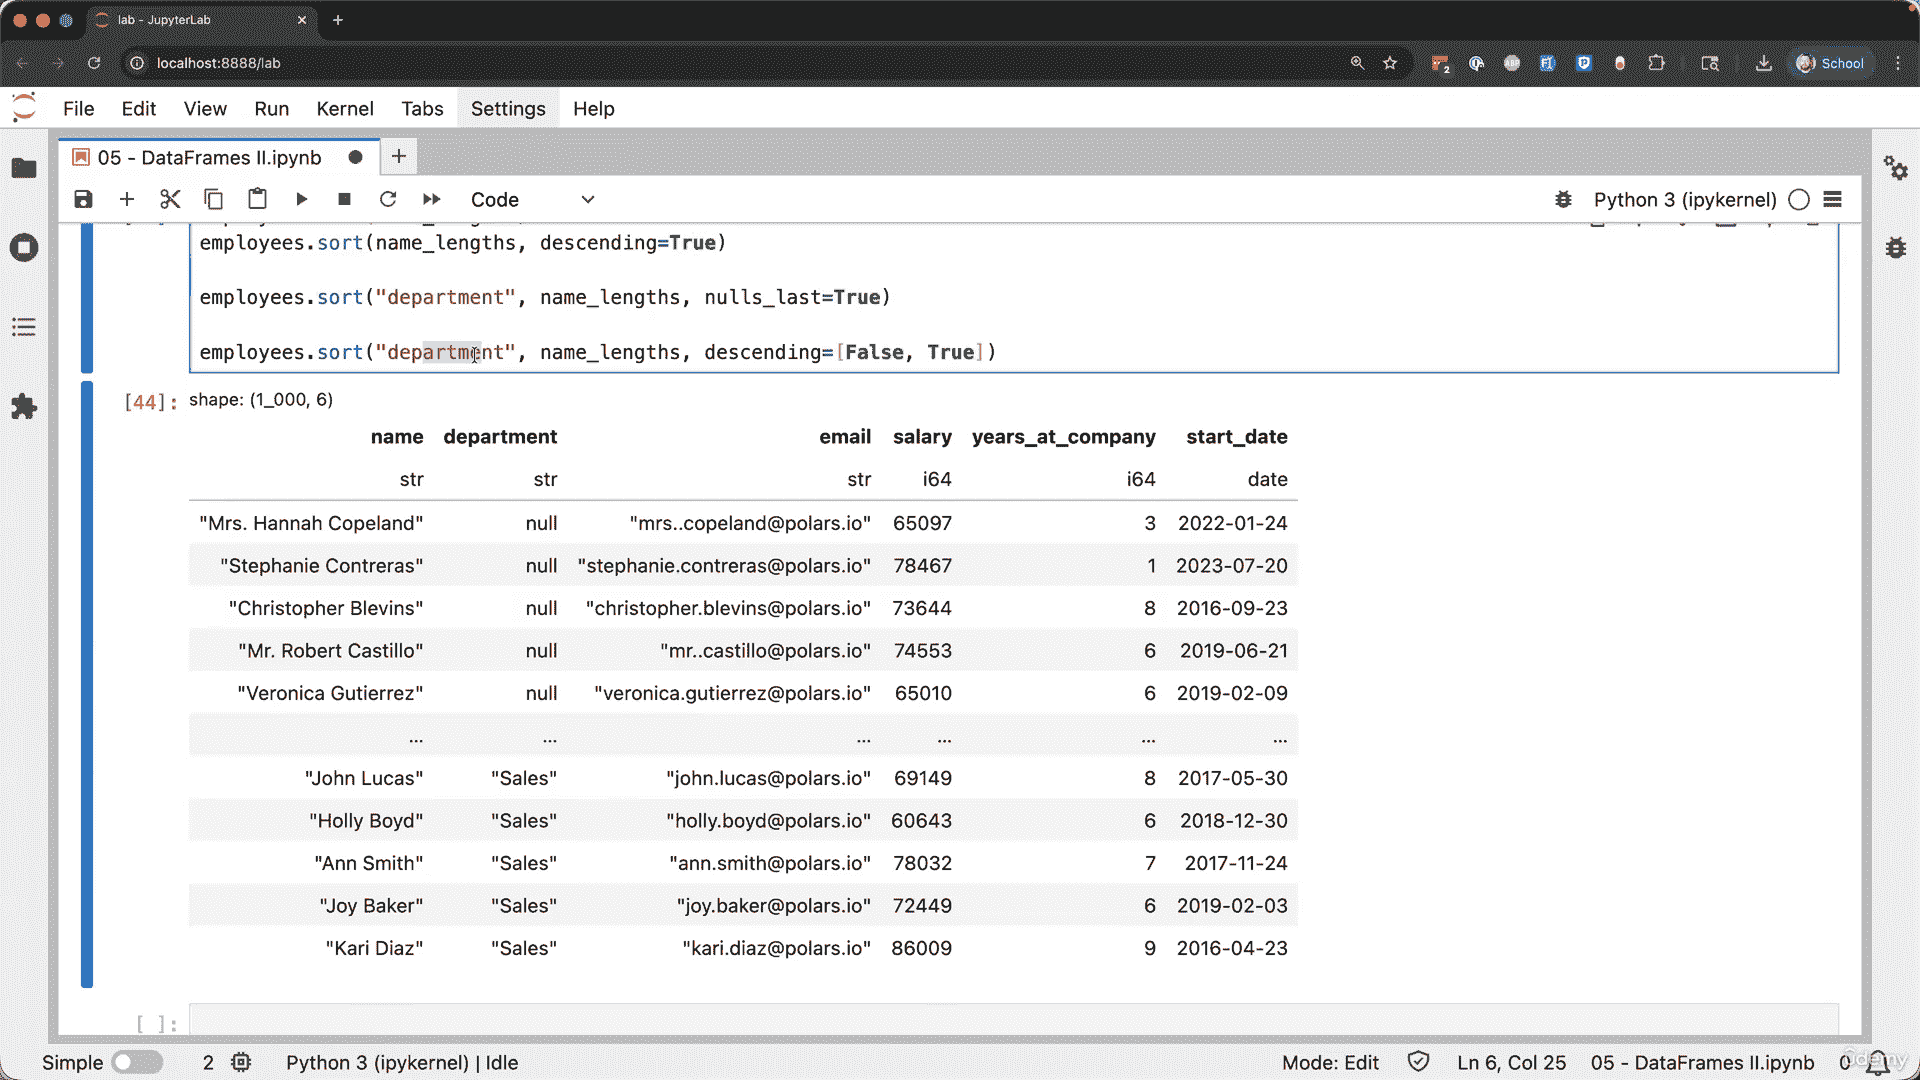 lab - JupyterLab
localhost:8888/lab
2
School
File Edit View Run Kernel Tabs Settings Help
05 - DataFrames II.ipynb
Code
Python 3 (ipykernel)
employees.sort(name_lengths, descending=True)
employees.sort("department", name_lengths, nulls_last=True)
employees.sort("department", name_lengths, descending=[False, True])
[44]: shape: (1_000, 6)
name department email salary years_at_company start_date
str str str i64 i64 date
"Mrs. Hannah Copeland" null "mrs..copeland@polars.io" 65097 3 2022-01-24
"Stephanie Contreras" null "stephanie.contreras@polars.io" 78467 1 2023-07-20
"Christopher Blevins" null "christopher.blevins@polars.io" 73644 8 2016-09-23
"Mr. Robert Castillo" null "mr..castillo@polars.io" 74553 6 2019-06-21
"Veronica Gutierrez" null "veronica.gutierrez@polars.io" 65010 6 2019-02-09
… … … … … …
"John Lucas" "Sales" "john.lucas@polars.io" 69149 8 2017-05-30
"Holly Boyd" "Sales" "holly.boyd@polars.io" 60643 6 2018-12-30
"Ann Smith" "Sales" "ann.smith@polars.io" 78032 7 2017-11-24
"Joy Baker" "Sales" "joy.baker@polars.io" 72449 6 2019-02-03
"Kari Diaz" "Sales" "kari.diaz@polars.io" 86009 9 2016-04-23
[ ]:
Simple 2 Python 3 (ipykernel) | Idle Mode: Edit Ln 6, Col 25 05 - DataFrames II.ipynb 0
Udemy